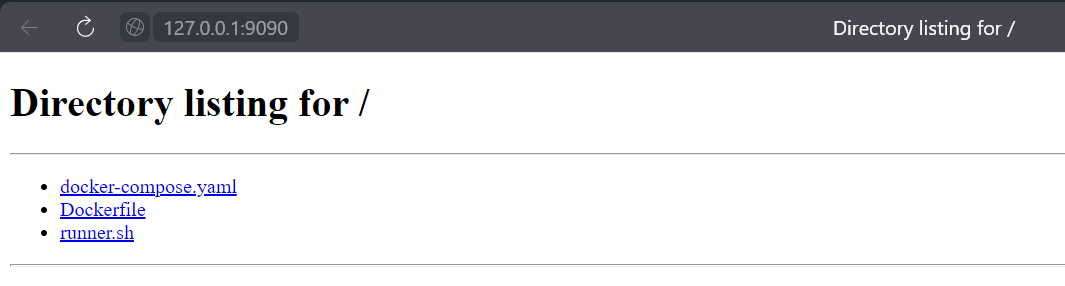 127.0.0.1:9090
Directory listing for /
Directory listing for /
docker-compose.yaml
Dockerfile
runner.sh